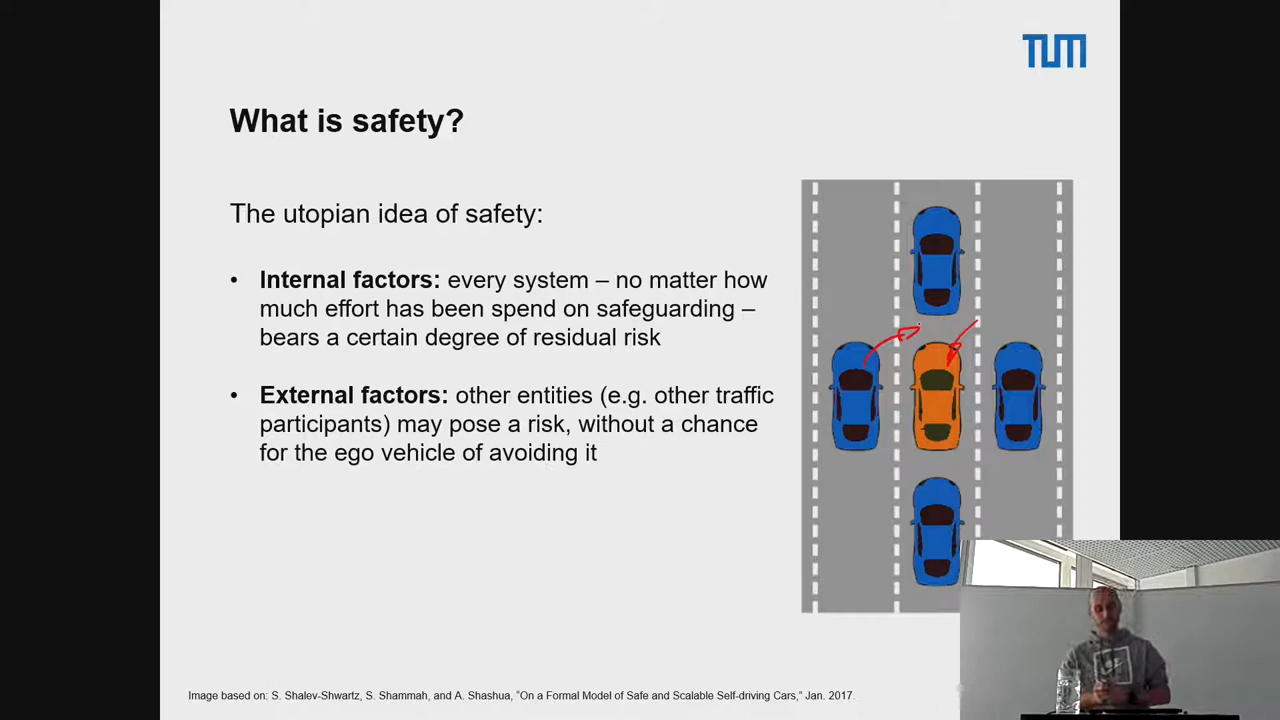 TUM
What is safety?
The utopian idea of safety:
• Internal factors: every system – no matter how
much effort has been spend on safeguarding –
bears a certain degree of residual risk
• External factors: other entities (e.g. other traffic
participants) may pose a risk, without a chance
for the ego vehicle of avoiding it
Image based on: S. Shalev-Shwartz, S. Shammah, and A. Shashua, “On a Formal Model of Safe and Scalable Self-driving Cars,” Jan. 2017.